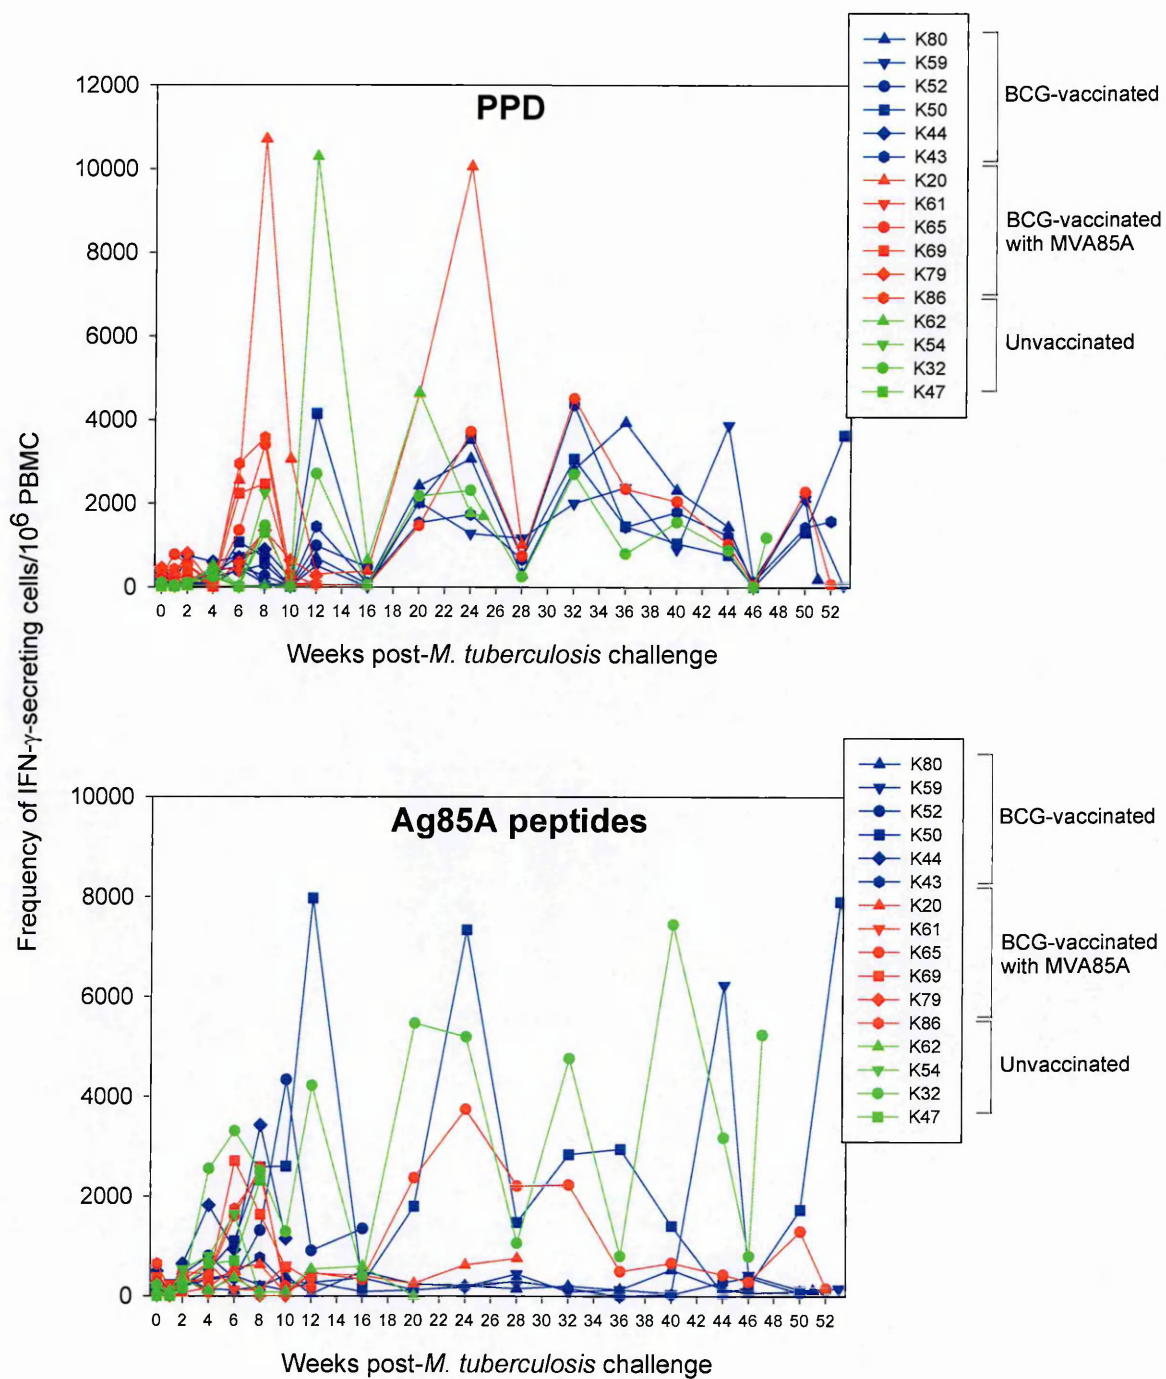 Frequency of IFN-γ-secreting cells/10⁶ PBMC
PPD
12000
10000
8000
6000
4000
2000
0
0 2 4 6 8 10 12 14 16 18 20 22 24 26 28 30 32 34 36 38 40 42 44 46 48 50 52
Weeks post-M. tuberculosis challenge
K80
K59
K52
K50
K44
K43
K20
K61
K65
K69
K79
K86
K62
K54
K32
K47
BCG-vaccinated
BCG-vaccinated
with MVA85A
Unvaccinated
Ag85A peptides
10000
8000
6000
4000
2000
0
0 2 4 6 8 10 12 14 16 18 20 22 24 26 28 30 32 34 36 38 40 42 44 46 48 50 52
Weeks post-M. tuberculosis challenge
K80
K59
K52
K50
K44
K43
K20
K61
K65
K69
K79
K86
K62
K54
K32
K47
BCG-vaccinated
BCG-vaccinated
with MVA85A
Unvaccinated